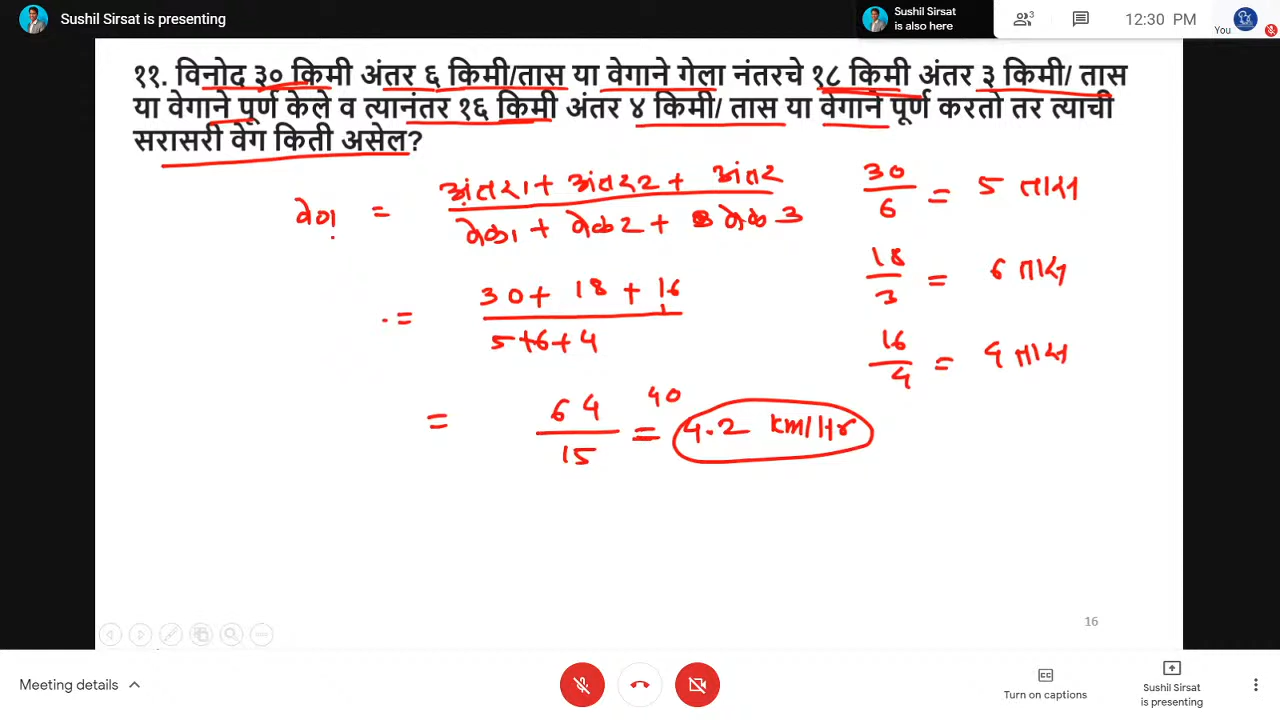 Sushil Sirsat is presenting
Sushil Sirsat
is also here
3
12:30 PM
You
११. विनोद ३० किमी अंतर ६ किमी/तास या वेगाने गेला नंतरचे १८ किमी अंतर ३ किमी/ तास
या वेगाने पूर्ण केले व त्यानंतर १६ किमी अंतर ४ किमी/ तास या वेगाने पूर्ण करतो तर त्याची
सरासरी वेग किती असेल?
वेग = अंतर1 + अंतर2 + अंतर
वेळ1 + वेळ2 + वेळ 3
= 30 + 18 + 16
5+6+4
= 64 / 15 = 4.2 km/Hr
40
30 / 6 = 5 तास
18 / 3 = 6 तास
16 / 4 = 4 तास
16
Meeting details
Turn on captions
Sushil Sirsat
is presenting